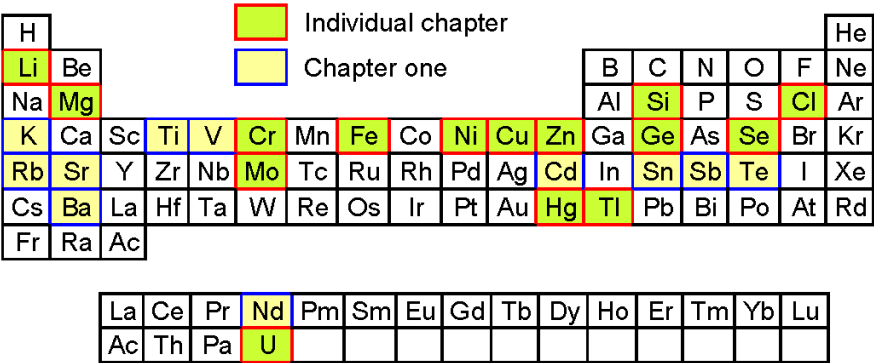 Individual chapter
Chapter one
H He
Li Be B C N O F Ne
Na Mg Al Si P S Cl Ar
K Ca Sc Ti V Cr Mn Fe Co Ni Cu Zn Ga Ge As Se Br Kr
Rb Sr Y Zr Nb Mo Tc Ru Rh Pd Ag Cd In Sn Sb Te I Xe
Cs Ba La Hf Ta W Re Os Ir Pt Au Hg Tl Pb Bi Po At Rd
Fr Ra Ac
La Ce Pr Nd Pm Sm Eu Gd Tb Dy Ho Er Tm Yb Lu
Ac Th Pa U